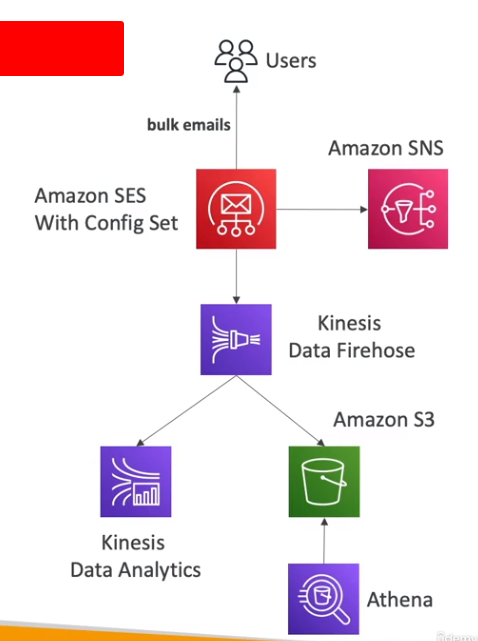 Users
bulk emails
Amazon SNS
Amazon SES
With Config Set
Kinesis
Data Firehose
Amazon S3
Kinesis
Data Analytics
Athena